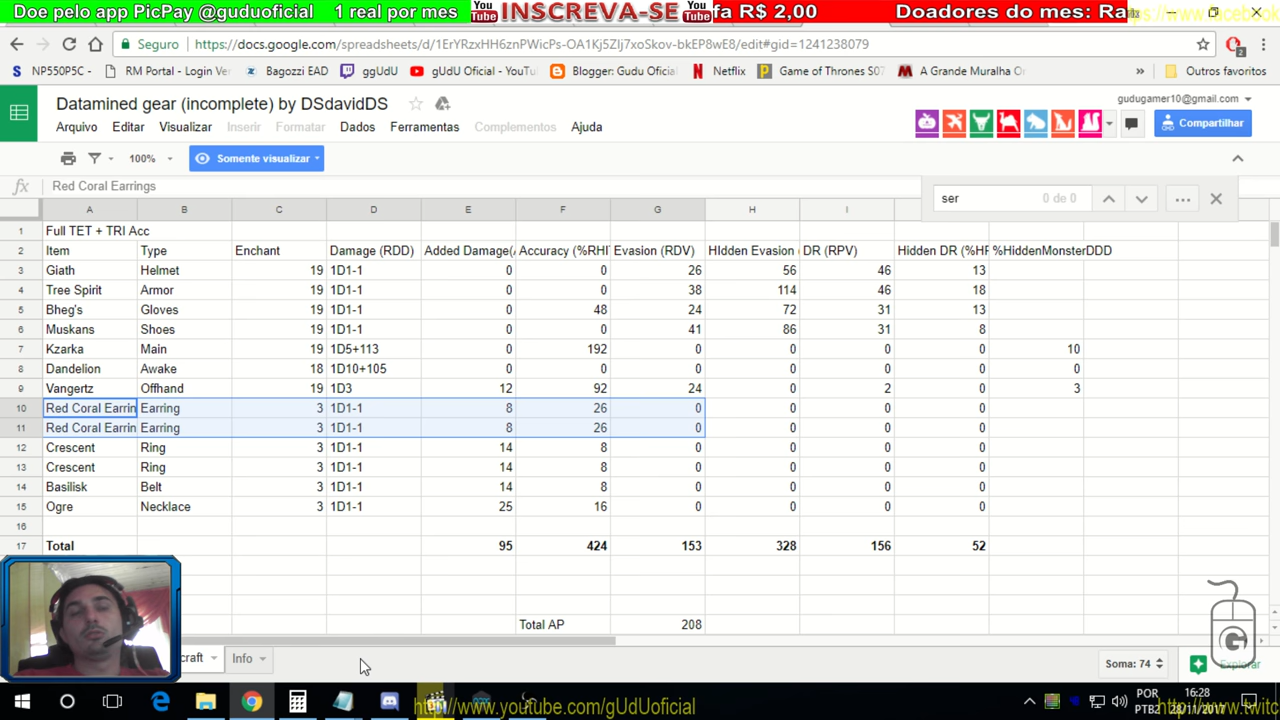 Doe pelo app PicPay @guduoficial 1 real por mes You Tube INSCREVA-SE You Tube fa R$ 2,00 Doadores do mes: Ra
Seguro https://docs.google.com/spreadsheets/d/1ErYRzxHH6znPWicPs-OA1Kj5ZIj7xoSkov-bkEP8wE8/edit#gid=1241238079
NP550P5C - RM Portal - Login Ver Bagozzi EAD ggUdU gUdU Oficial - YouTu Blogger: Gudu Oficial Netflix Game of Thrones S07 A Grande Muralha Or » Outros favoritos
Datamined gear (incomplete) by DSdavidDS
gudugamer10@gmail.com
Arquivo Editar Visualizar Inserir Formatar Dados Ferramentas Complementos Ajuda
Compartilhar
100% Somente visualizar
fx Red Coral Earrings
ser 0 de 0
A B C D E F G H I
1 Full TET + TRI Acc
2 Item Type Enchant Damage (RDD) Added Damage( Accuracy (%RHI Evasion (RDV) HIdden Evasion DR (RPV) Hidden DR (%HF %HiddenMonsterDDD
3 Giath Helmet 19 1D1-1 0 0 26 56 46 13
4 Tree Spirit Armor 19 1D1-1 0 0 38 114 46 18
5 Bheg's Gloves 19 1D1-1 0 48 24 72 31 13
6 Muskans Shoes 19 1D1-1 0 0 41 86 31 8
7 Kzarka Main 19 1D5+113 0 192 0 0 0 0 10
8 Dandelion Awake 18 1D10+105 0 0 0 0 0 0 0
9 Vangertz Offhand 19 1D3 12 92 24 0 2 0 3
10 Red Coral Earrin Earring 3 1D1-1 8 26 0 0 0 0
11 Red Coral Earrin Earring 3 1D1-1 8 26 0 0 0 0
12 Crescent Ring 3 1D1-1 14 8 0 0 0 0
13 Crescent Ring 3 1D1-1 14 8 0 0 0 0
14 Basilisk Belt 3 1D1-1 14 8 0 0 0 0
15 Ogre Necklace 3 1D1-1 25 16 0 0 0 0
16
17 Total 95 424 153 328 156 52
Total AP 208
craft Info
Soma: 74
Explorar
http://www.youtube.com/gUdUoficial
POR
PTB2
16:28
28/11/2017